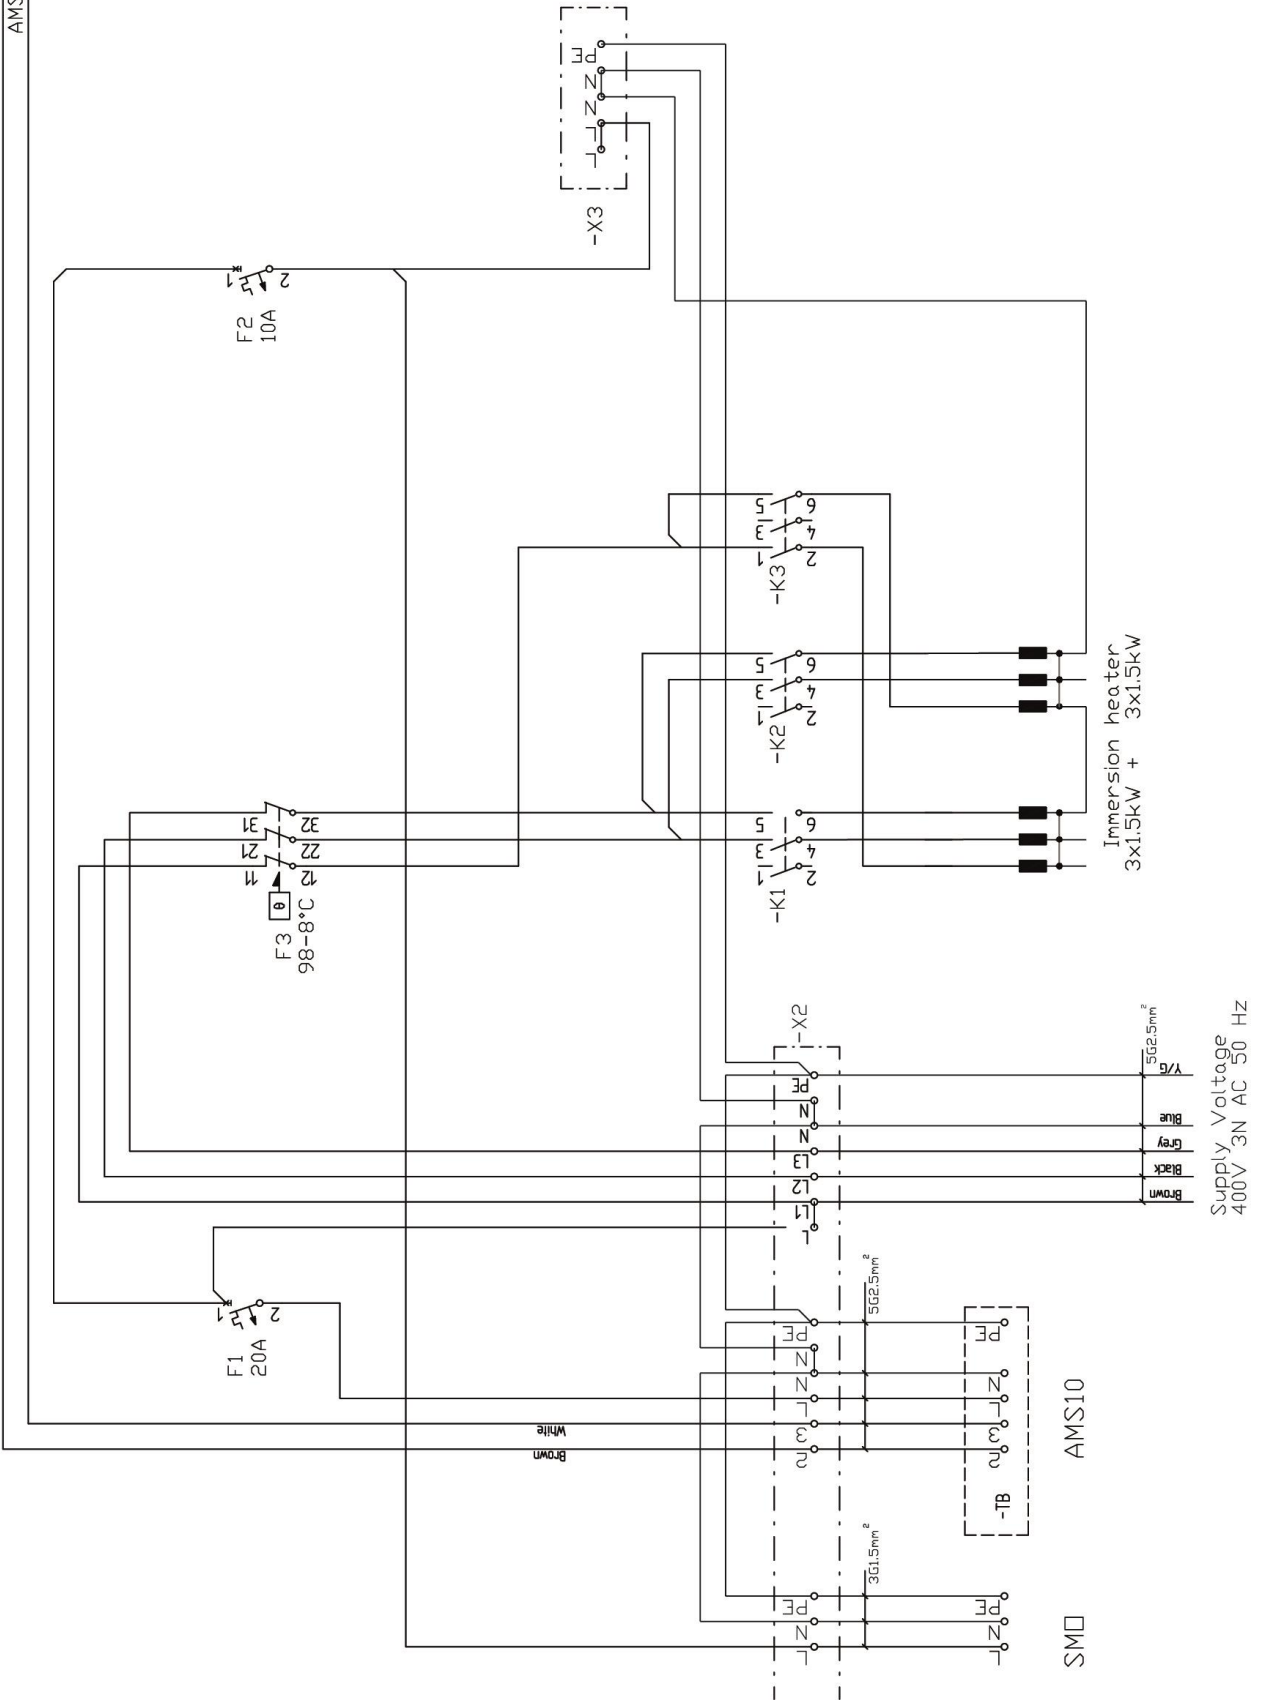 AMS
PE
N
N
L
L
-X3
1
2
F2
10A
5
3
1
6
4
2
-K3
5
3
1
6
4
2
-K2
31
21
11
32
22
12
θ
F3
98-8°C
5
3
1
6
4
2
-K1
Immersion heater
3x1.5kW + 3x1.5kW
-X2
PE
N
N
L3
L2
L1
L
5G2.5mm²
Y/G
Blue
Grey
Black
Brown
Supply Voltage
400V 3N AC 50 Hz
1
2
F1
20A
White
Brown
PE
N
N
L
3
2
5G2.5mm²
PE
N
L
3
2
-TB
AMS10
PE
N
L
3G1.5mm²
PE
N
L
SMO